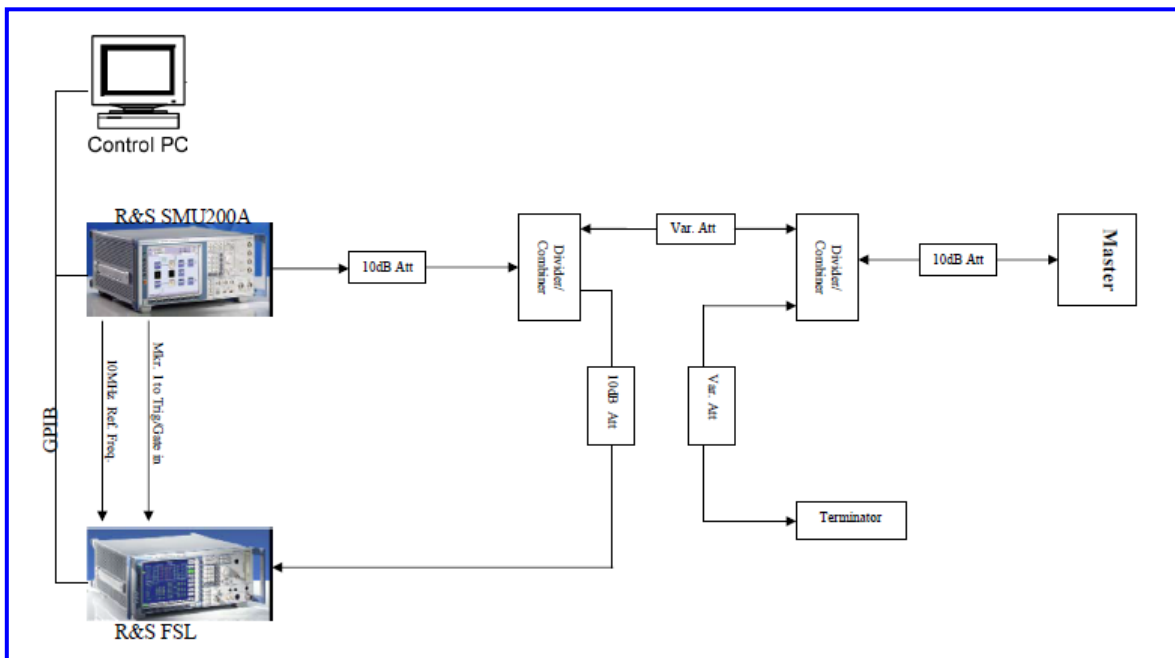 Control PC
R&S SMU200A
10dB Att
Divider/
Combiner
Var. Att
Divider/
Combiner
10dB Att
Master
GPIB
10MHz Ref. Freq.
Mkr. 1 to Trig/Gate in
10dB Att
Var. Att
Terminator
R&S FSL